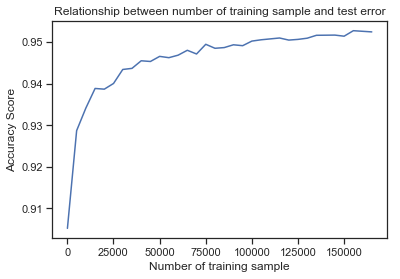 Relationship between number of training sample and test error
0.95
0.94
0.93
0.92
0.91
Accuracy Score
0 25000 50000 75000 100000 125000 150000
Number of training sample